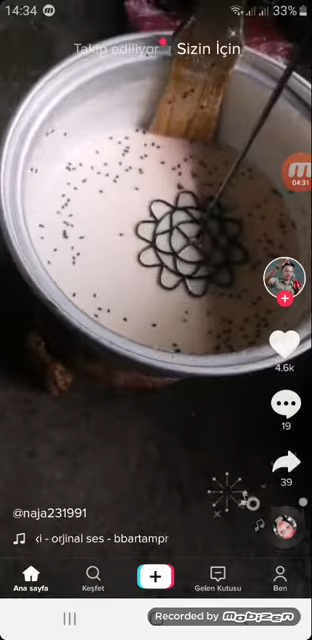 14:34
33%
Takip ediliyor Sizin İçin
04:31
4.6k
19
39
@naja231991
ki - orjinal ses - bbartampr
Ana sayfa
Keşfet
Gelen Kutusu
Ben
Recorded by mobizen